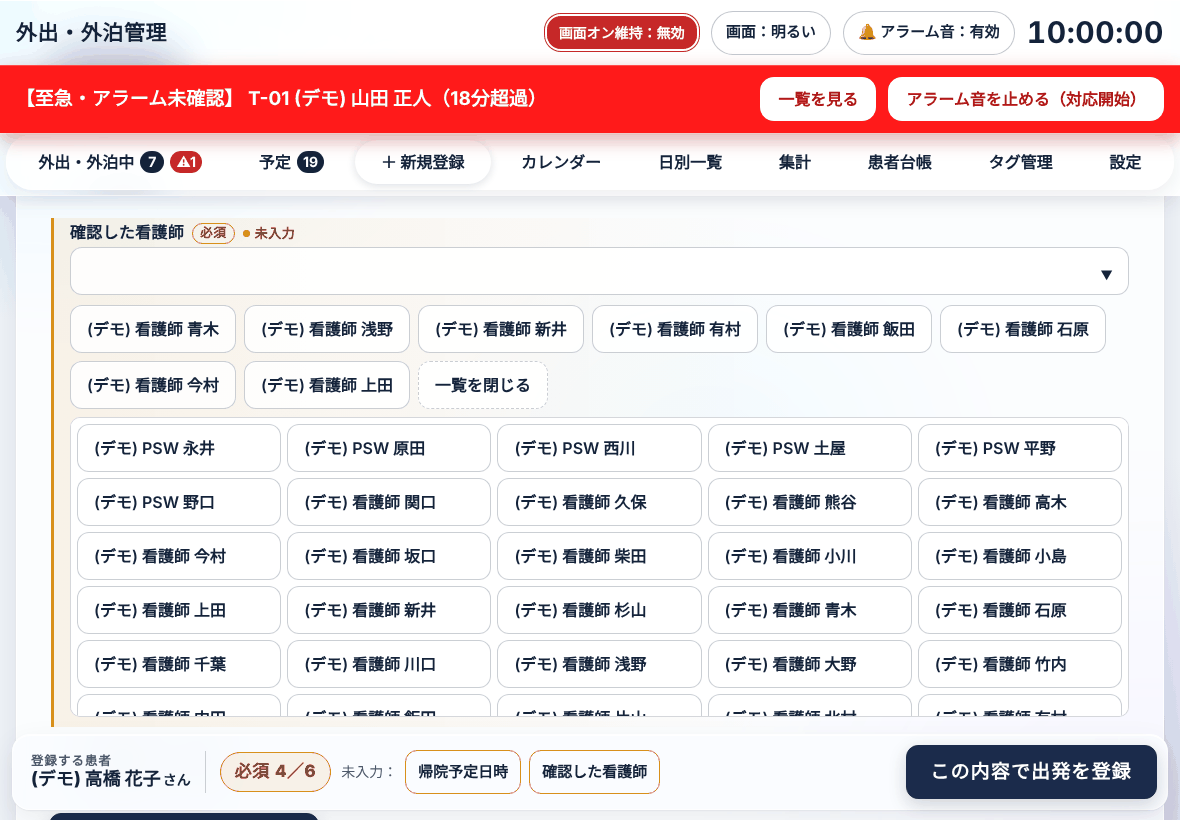 外出・外泊管理
画面オン維持：無効
画面：明るい
🔔 アラーム音：有効
10:00:00
【至急・アラーム未確認】 T-01 (デモ) 山田 正人（18分超過）
一覧を見る
アラーム音を止める（対応開始）
外出・外泊中 7 ⚠1
予定 19
＋ 新規登録
カレンダー
日別一覧
集計
患者台帳
タグ管理
設定
確認した看護師 必須 ● 未入力
▼
(デモ) 看護師 青木
(デモ) 看護師 浅野
(デモ) 看護師 新井
(デモ) 看護師 有村
(デモ) 看護師 飯田
(デモ) 看護師 石原
(デモ) 看護師 今村
(デモ) 看護師 上田
一覧を閉じる
(デモ) PSW 永井
(デモ) PSW 原田
(デモ) PSW 西川
(デモ) PSW 土屋
(デモ) PSW 平野
(デモ) PSW 野口
(デモ) 看護師 関口
(デモ) 看護師 久保
(デモ) 看護師 熊谷
(デモ) 看護師 高木
(デモ) 看護師 今村
(デモ) 看護師 坂口
(デモ) 看護師 柴田
(デモ) 看護師 小川
(デモ) 看護師 小島
(デモ) 看護師 上田
(デモ) 看護師 新井
(デモ) 看護師 杉山
(デモ) 看護師 青木
(デモ) 看護師 石原
(デモ) 看護師 千葉
(デモ) 看護師 川口
(デモ) 看護師 浅野
(デモ) 看護師 大野
(デモ) 看護師 竹内
登録する患者
(デモ) 高橋 花子 さん
必須 4／6
未入力：
帰院予定日時
確認した看護師
この内容で出発を登録